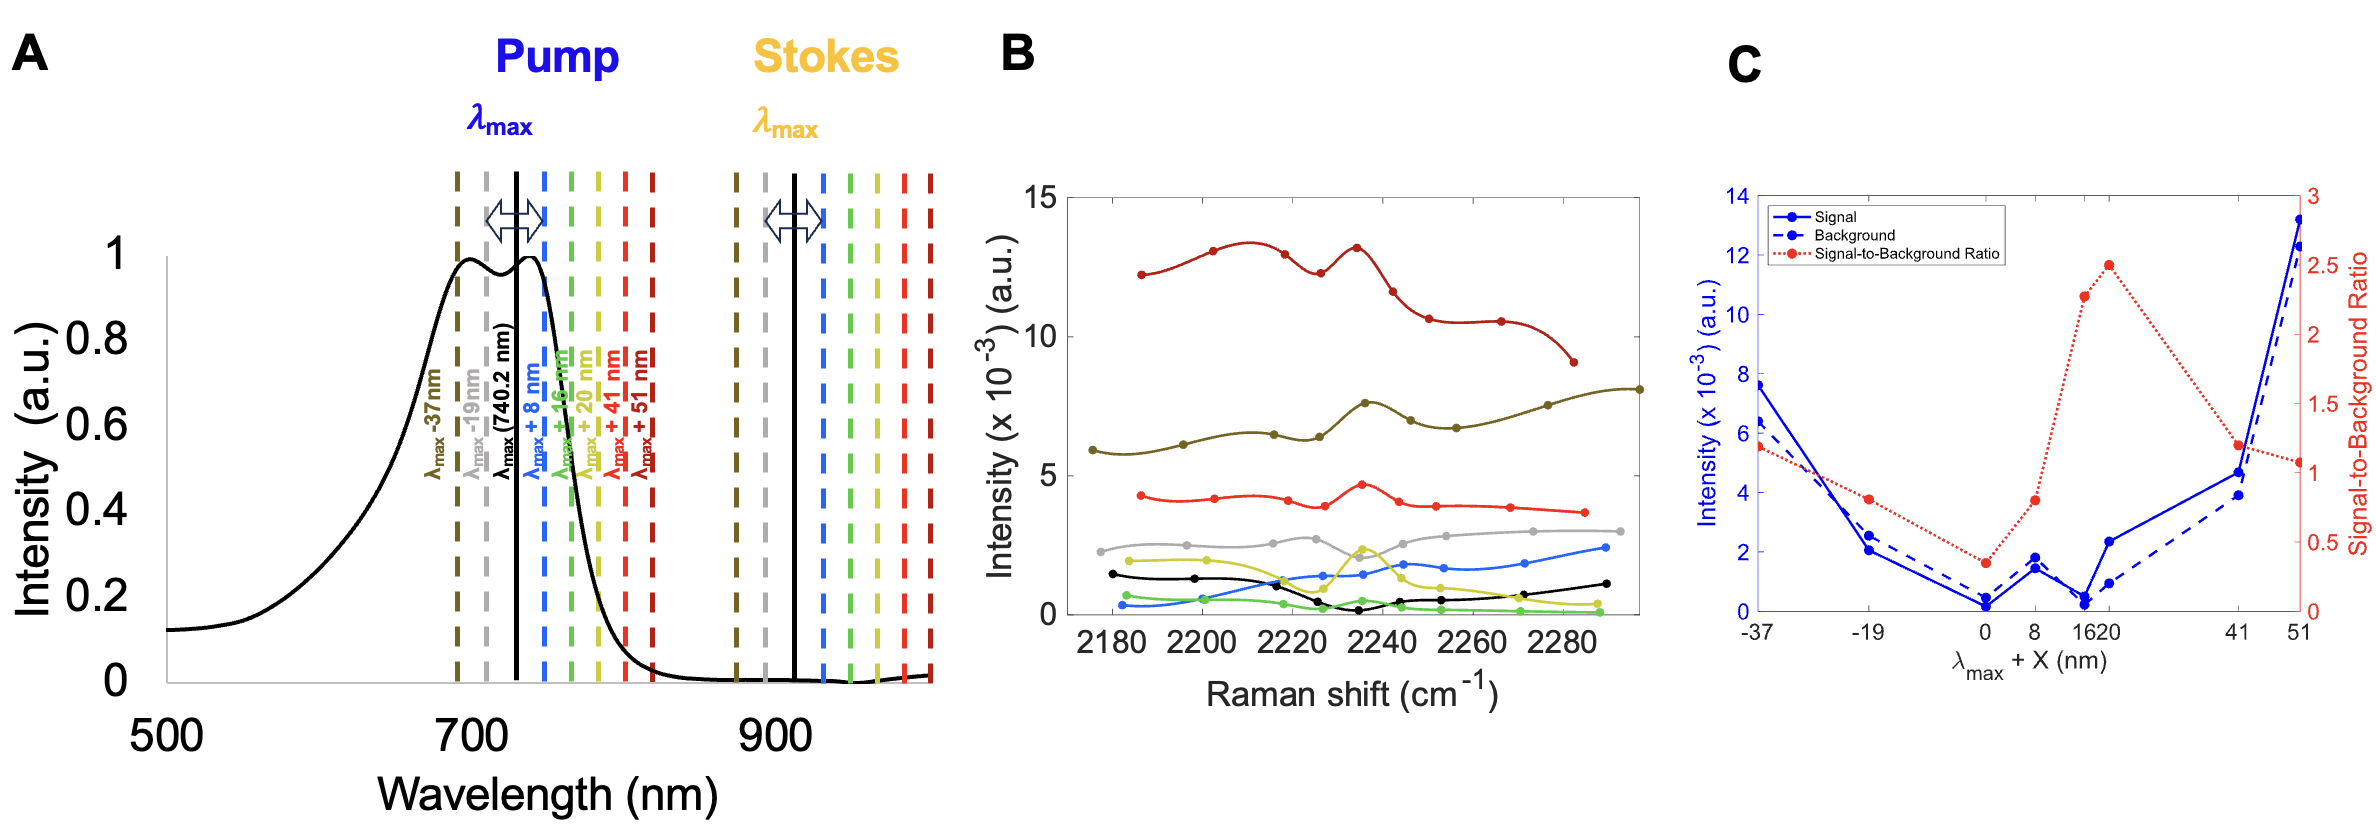 A
Pump
Stokes
λmax
λmax
1
0.8
0.6
0.4
0.2
0
Intensity (a.u.)
λmax -37nm
λmax -19nm
λmax (740.2 nm)
λmax + 8 nm
λmax + 16 nm
λmax + 20 nm
λmax + 41 nm
λmax + 51 nm
500
700
900
Wavelength (nm)
B
15
10
5
0
Intensity (x 10-3) (a.u.)
2180
2200
2220
2240
2260
2280
Raman shift (cm-1)
C
Signal
Background
Signal-to-Background Ratio
14
12
10
8
6
4
2
0
Intensity (x 10-3) (a.u.)
3
2.5
2
1.5
1
0.5
0
Signal-to-Background Ratio
-37
-19
0
8
1620
41
51
λmax + X (nm)